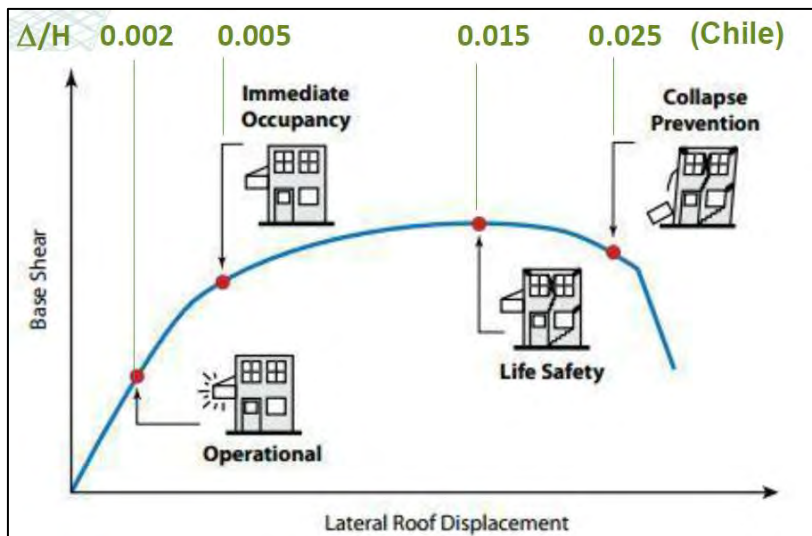 Δ/H 0.002 0.005 0.015 0.025 (Chile)
Immediate
Occupancy
Collapse
Prevention
Base Shear
Life Safety
Operational
Lateral Roof Displacement